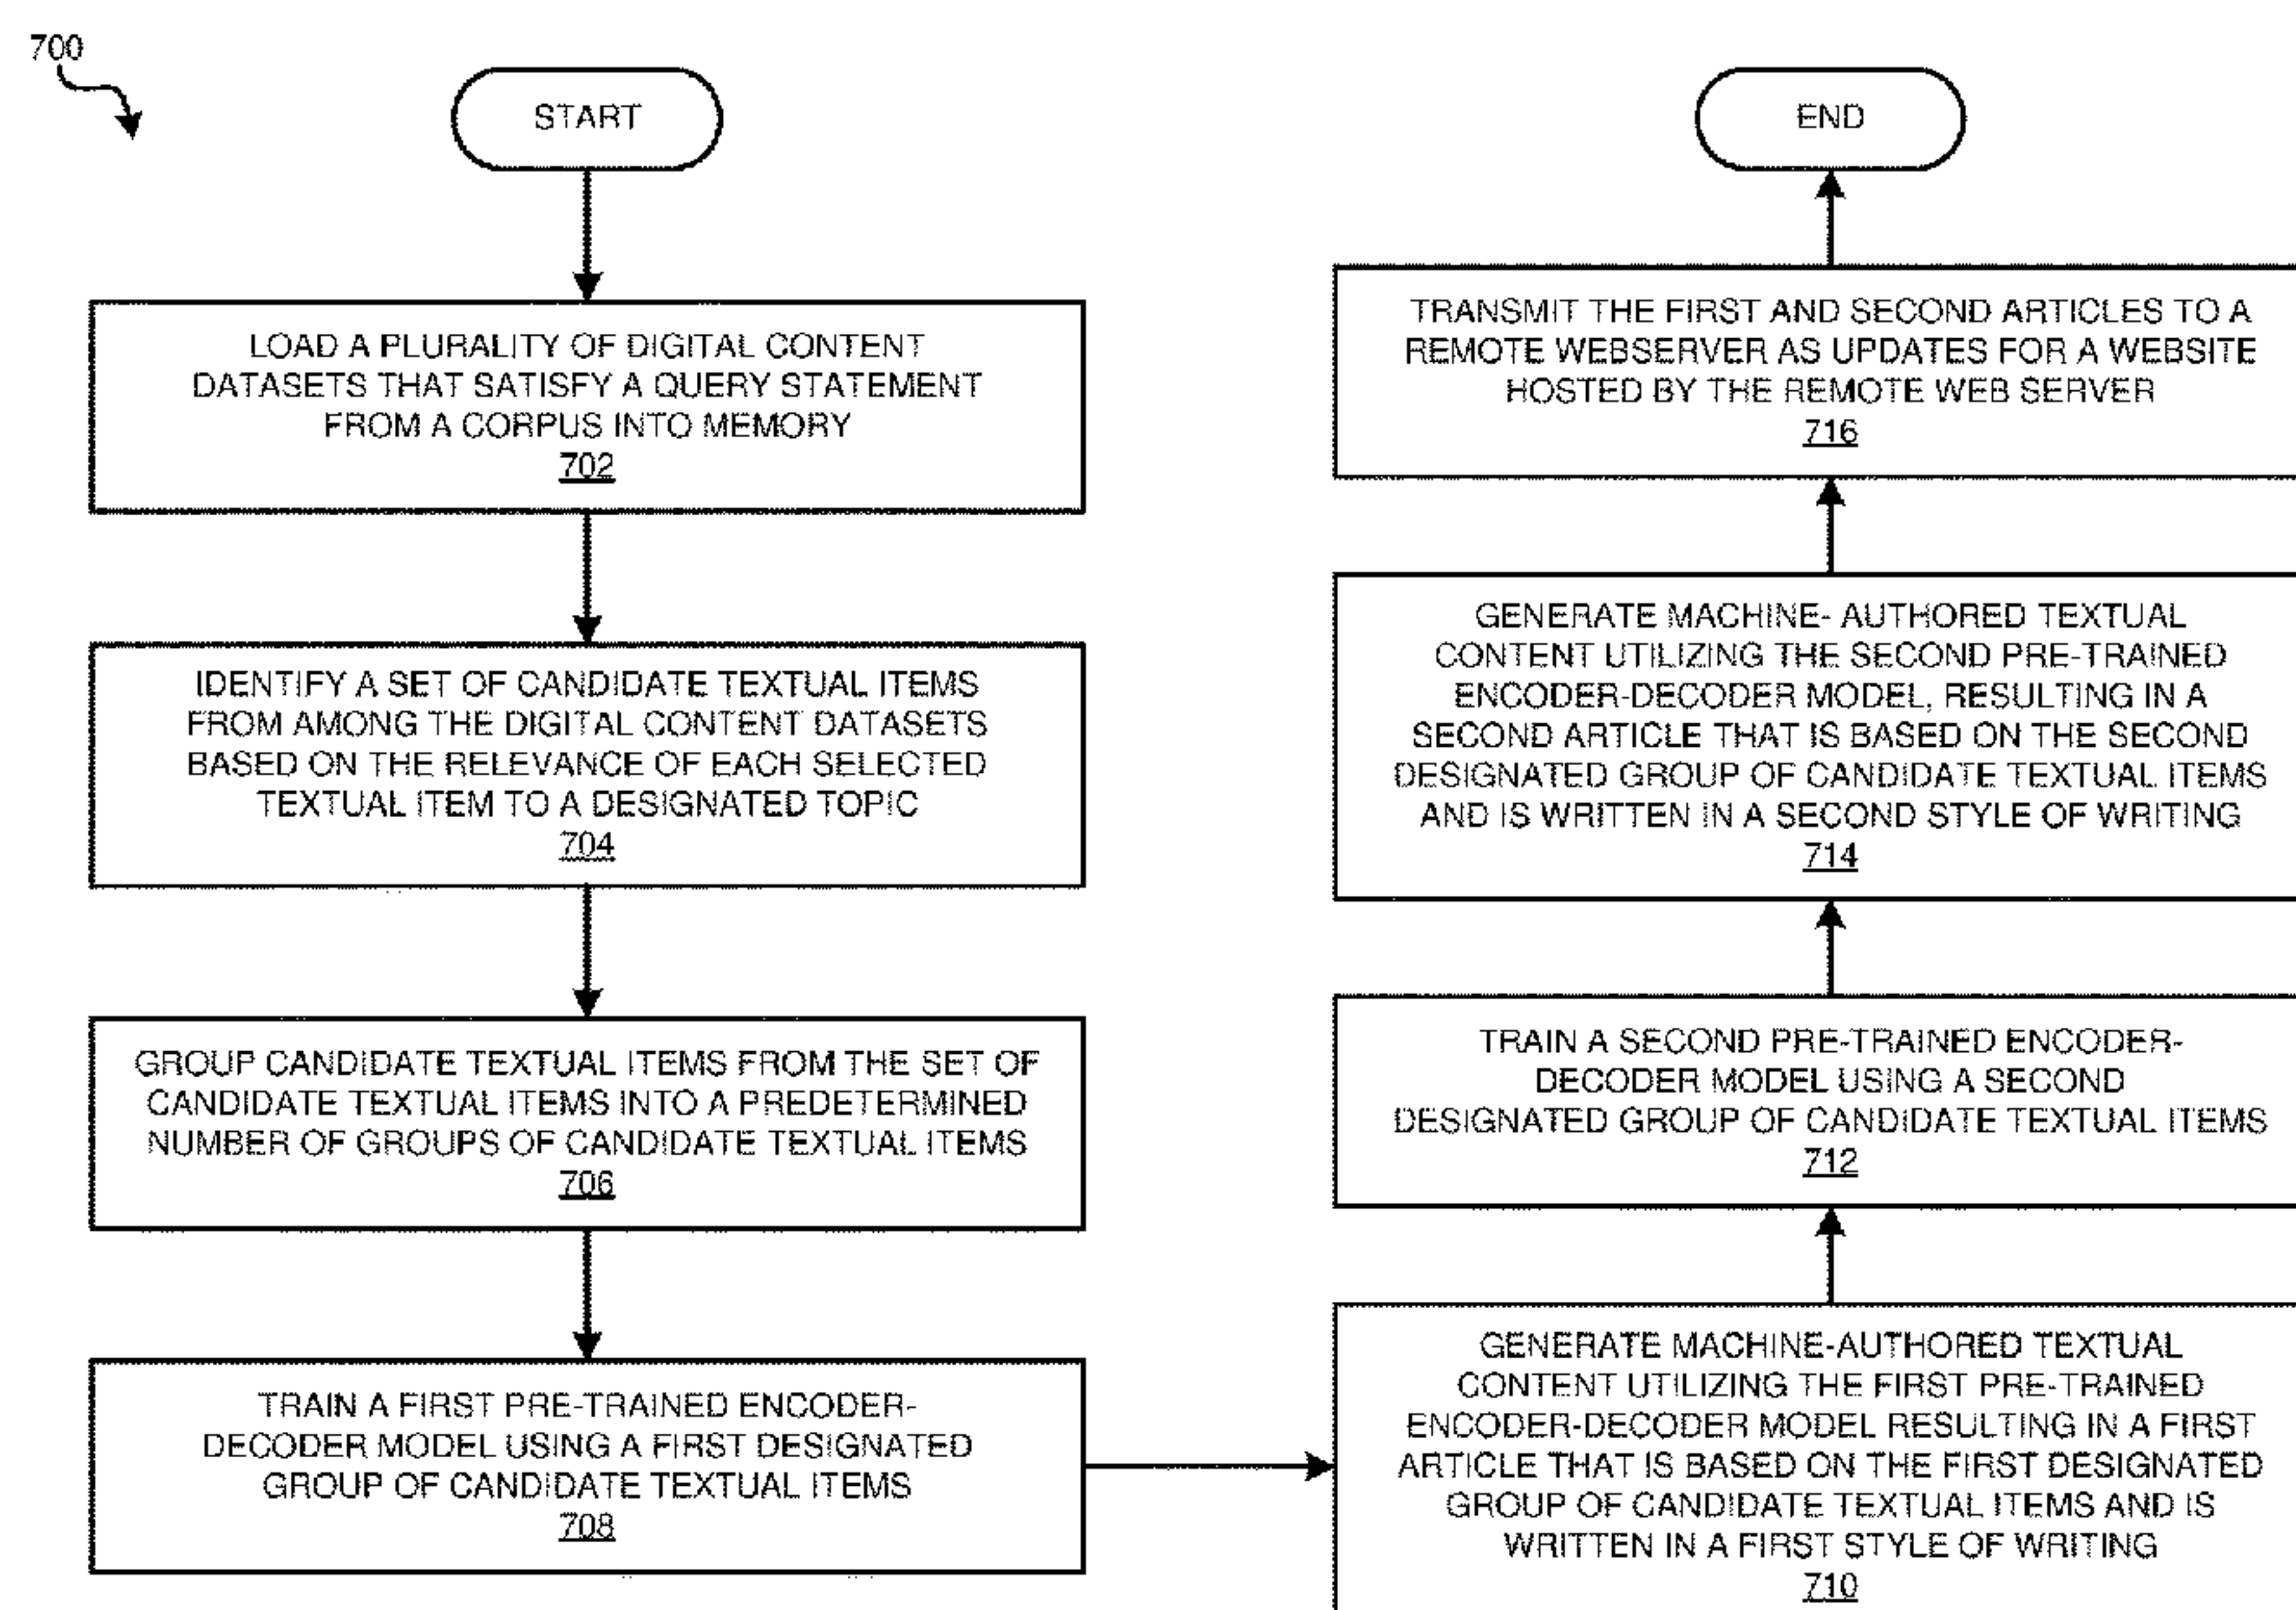 700
START
LOAD A PLURALITY OF DIGITAL CONTENT
DATASETS THAT SATISFY A QUERY STATEMENT
FROM A CORPUS INTO MEMORY
702
IDENTIFY A SET OF CANDIDATE TEXTUAL ITEMS
FROM AMONG THE DIGITAL CONTENT DATASETS
BASED ON THE RELEVANCE OF EACH SELECTED
TEXTUAL ITEM TO A DESIGNATED TOPIC
704
GROUP CANDIDATE TEXTUAL ITEMS FROM THE SET OF
CANDIDATE TEXTUAL ITEMS INTO A PREDETERMINED
NUMBER OF GROUPS OF CANDIDATE TEXTUAL ITEMS
706
TRAIN A FIRST PRE-TRAINED ENCODER-
DECODER MODEL USING A FIRST DESIGNATED
GROUP OF CANDIDATE TEXTUAL ITEMS
708
GENERATE MACHINE-AUTHORED TEXTUAL
CONTENT UTILIZING THE FIRST PRE-TRAINED
ENCODER-DECODER MODEL RESULTING IN A FIRST
ARTICLE THAT IS BASED ON THE FIRST DESIGNATED
GROUP OF CANDIDATE TEXTUAL ITEMS AND IS
WRITTEN IN A FIRST STYLE OF WRITING
710
TRAIN A SECOND PRE-TRAINED ENCODER-
DECODER MODEL USING A SECOND
DESIGNATED GROUP OF CANDIDATE TEXTUAL ITEMS
712
GENERATE MACHINE- AUTHORED TEXTUAL
CONTENT UTILIZING THE SECOND PRE-TRAINED
ENCODER-DECODER MODEL, RESULTING IN A
SECOND ARTICLE THAT IS BASED ON THE SECOND
DESIGNATED GROUP OF CANDIDATE TEXTUAL ITEMS
AND IS WRITTEN IN A SECOND STYLE OF WRITING
714
TRANSMIT THE FIRST AND SECOND ARTICLES TO A
REMOTE WEBSERVER AS UPDATES FOR A WEBSITE
HOSTED BY THE REMOTE WEB SERVER
716
END